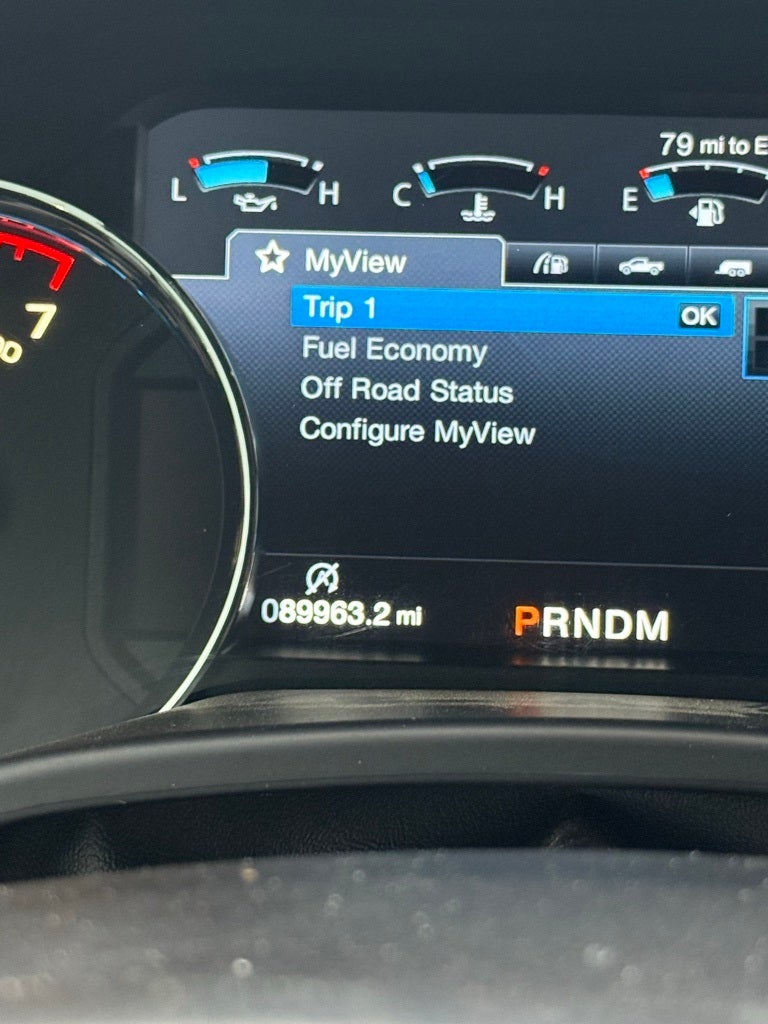 79 mi to E
L H
C H
E
MyView
Trip 1 OK
Fuel Economy
Off Road Status
Configure MyView
7
00
089963.2 mi
PRNDM